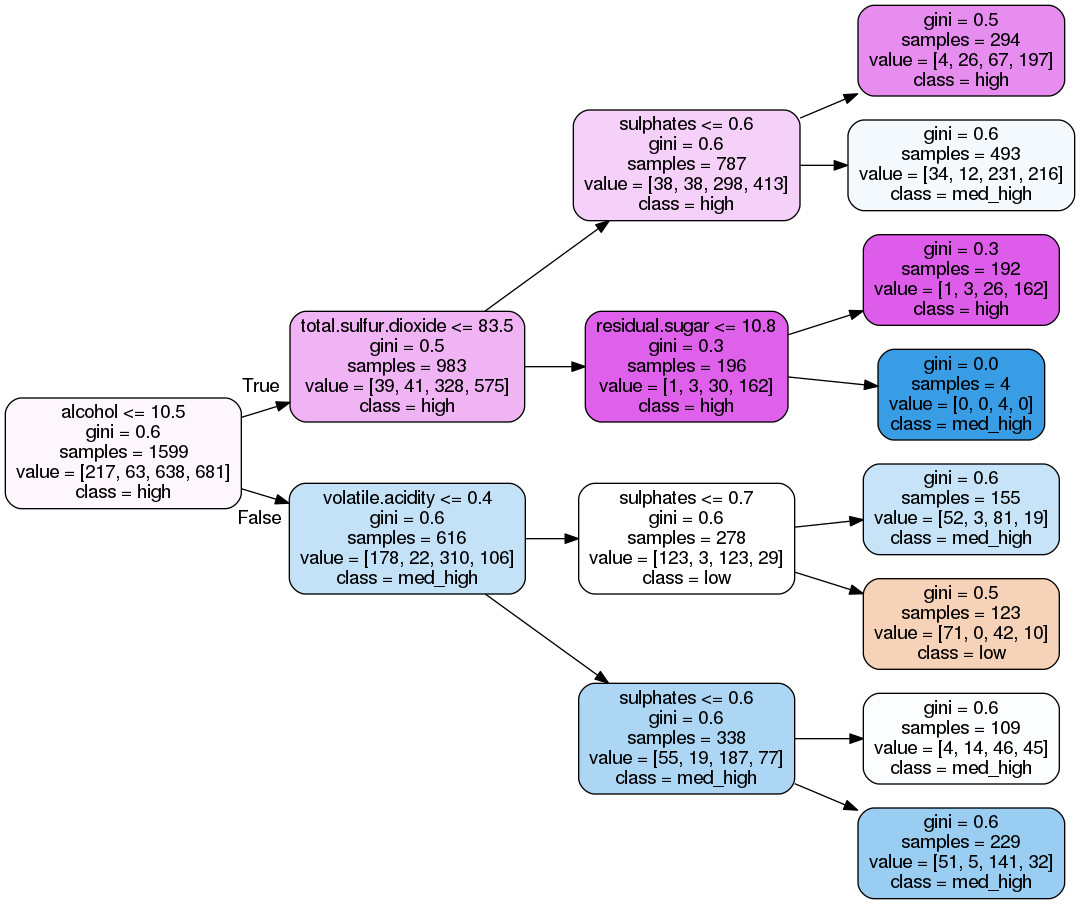 alcohol <= 10.5
gini = 0.6
samples = 1599
value = [217, 63, 638, 681]
class = high
True
False
total.sulfur.dioxide <= 83.5
gini = 0.5
samples = 983
value = [39, 41, 328, 575]
class = high
volatile.acidity <= 0.4
gini = 0.6
samples = 616
value = [178, 22, 310, 106]
class = med_high
sulphates <= 0.6
gini = 0.6
samples = 787
value = [38, 38, 298, 413]
class = high
residual.sugar <= 10.8
gini = 0.3
samples = 196
value = [1, 3, 30, 162]
class = high
sulphates <= 0.7
gini = 0.6
samples = 278
value = [123, 3, 123, 29]
class = low
sulphates <= 0.6
gini = 0.6
samples = 338
value = [55, 19, 187, 77]
class = med_high
gini = 0.5
samples = 294
value = [4, 26, 67, 197]
class = high
gini = 0.6
samples = 493
value = [34, 12, 231, 216]
class = med_high
gini = 0.3
samples = 192
value = [1, 3, 26, 162]
class = high
gini = 0.0
samples = 4
value = [0, 0, 4, 0]
class = med_high
gini = 0.6
samples = 155
value = [52, 3, 81, 19]
class = med_high
gini = 0.5
samples = 123
value = [71, 0, 42, 10]
class = low
gini = 0.6
samples = 109
value = [4, 14, 46, 45]
class = med_high
gini = 0.6
samples = 229
value = [51, 5, 141, 32]
class = med_high